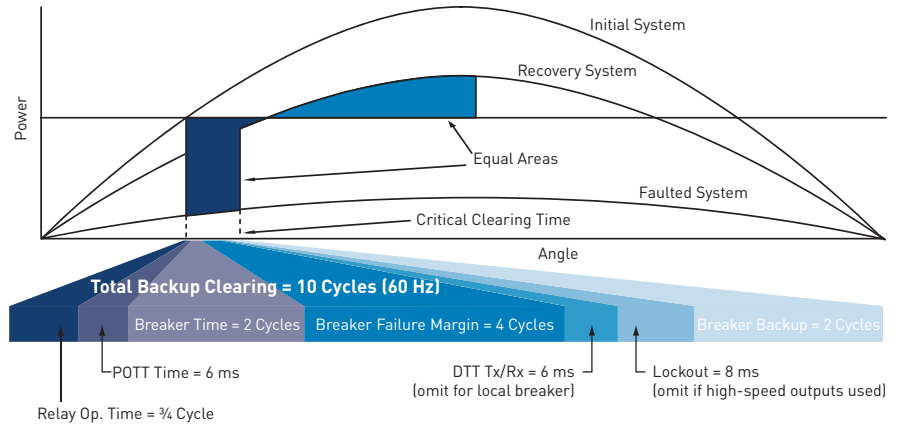 Initial System
Recovery System
Power
Equal Areas
Faulted System
Critical Clearing Time
Angle
Total Backup Clearing = 10 Cycles (60 Hz)
Breaker Time = 2 Cycles
Breaker Failure Margin = 4 Cycles
Breaker Backup = 2 Cycles
POTT Time = 6 ms
DTT Tx/Rx = 6 ms
(omit for local breaker)
Lockout = 8 ms
(omit if high-speed outputs used)
Relay Op. Time = ¾ Cycle